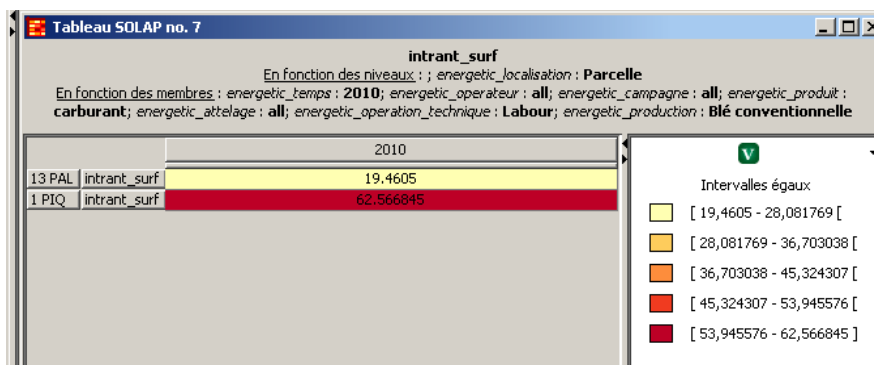 Tableau SOLAP no. 7
intrant_surf
En fonction des niveaux : ; energetic_localisation : Parcelle
En fonction des membres : energetic_temps : 2010; energetic_operateur : all; energetic_campagne : all; energetic_produit :
carburant; energetic_attelage : all; energetic_operation_technique : Labour; energetic_production : Blé conventionnelle
2010
13 PAL intrant_surf 19.4605
1 PIQ intrant_surf 62.566845
V
Intervalles égaux
[ 19,4605 - 28,081769 [
[ 28,081769 - 36,703038 [
[ 36,703038 - 45,324307 [
[ 45,324307 - 53,945576 [
[ 53,945576 - 62,566845 ]